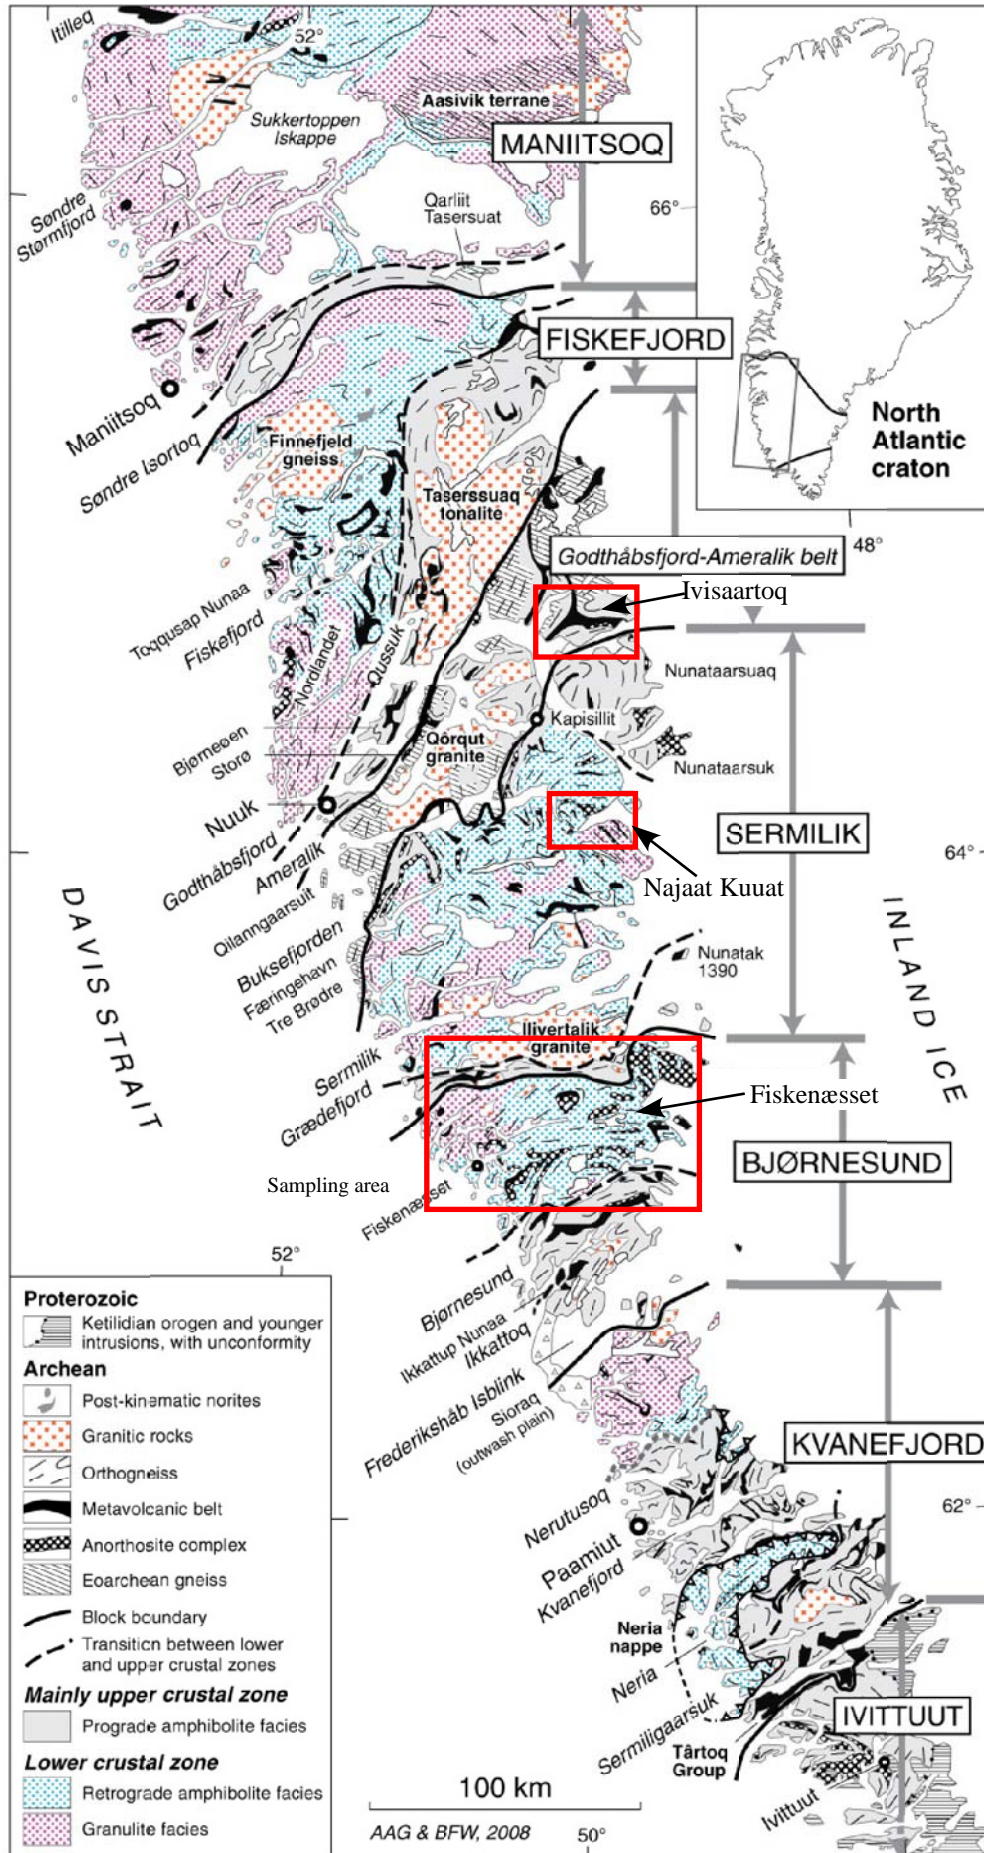 Itilleq
52°
Aasivik terrane
Sukkertoppen
Iskappe
MANIITSOQ
Qarliit
Tasersuat
66°
Søndre
Størmfjord
FISKEFJORD
Maniitsoq
Søndre Isortoq
Finnefjeld
gneiss
Taserssuaq
tonalite
North
Atlantic
craton
48°
Godthåbsfjord-Ameralik belt
Ivisaartoq
Toqqusap Nunaa
Fiskefjord
Nordlandet
Qussuk
Nunataarsuaq
Kapisillit
Bjørneøen
Storø
Qôrqut
granite
Nunataarsuk
Nuuk
SERMILIK
64°
Godthåbsfjord
Ameralik
Najaat Kuuat
Qilanngaarsuit
Buksefjorden
Færingehavn
Tre Brødre
DAVIS STRAIT
INLAND ICE
Nunatak
1390
Ilivertalik
granite
Sermilik
Grædefjord
Fiskenæsset
BJØRNESUND
Sampling area
Fiskenæsset
52°
Bjørnesund
Ikkattup Nunaa
Ikkattoq
Frederikshåb Isblink
Sioraq
(outwash plain)
KVANEFJORD
Nerutusoq
62°
Paamiut
Kvanefjord
Neria
nappe
Neria
Sermiligaarsuk
IVITTUUT
Târtoq
Group
Ivittuut
Proterozoic
Ketilidian orogen and younger
intrusions, with unconformity
Archean
Post-kinematic norites
Granitic rocks
Orthogneiss
Metavolcanic belt
Anorthosite complex
Eoarchean gneiss
Block boundary
Transition between lower
and upper crustal zones
Mainly upper crustal zone
Prograde amphibolite facies
Lower crustal zone
Retrograde amphibolite facies
Granulite facies
100 km
AAG & BFW, 2008
50°